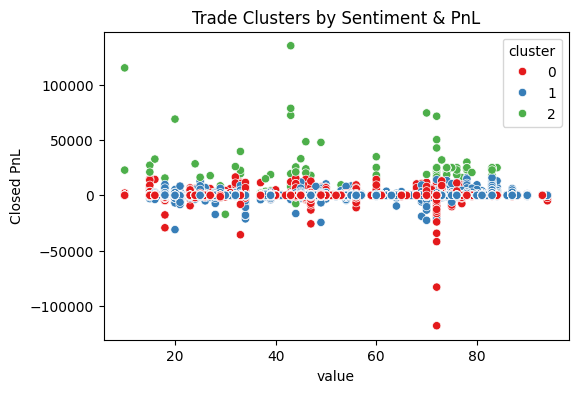 Trade Clusters by Sentiment & PnL
cluster
0
1
2
100000
50000
0
−50000
−100000
Closed PnL
20 40 60 80
value